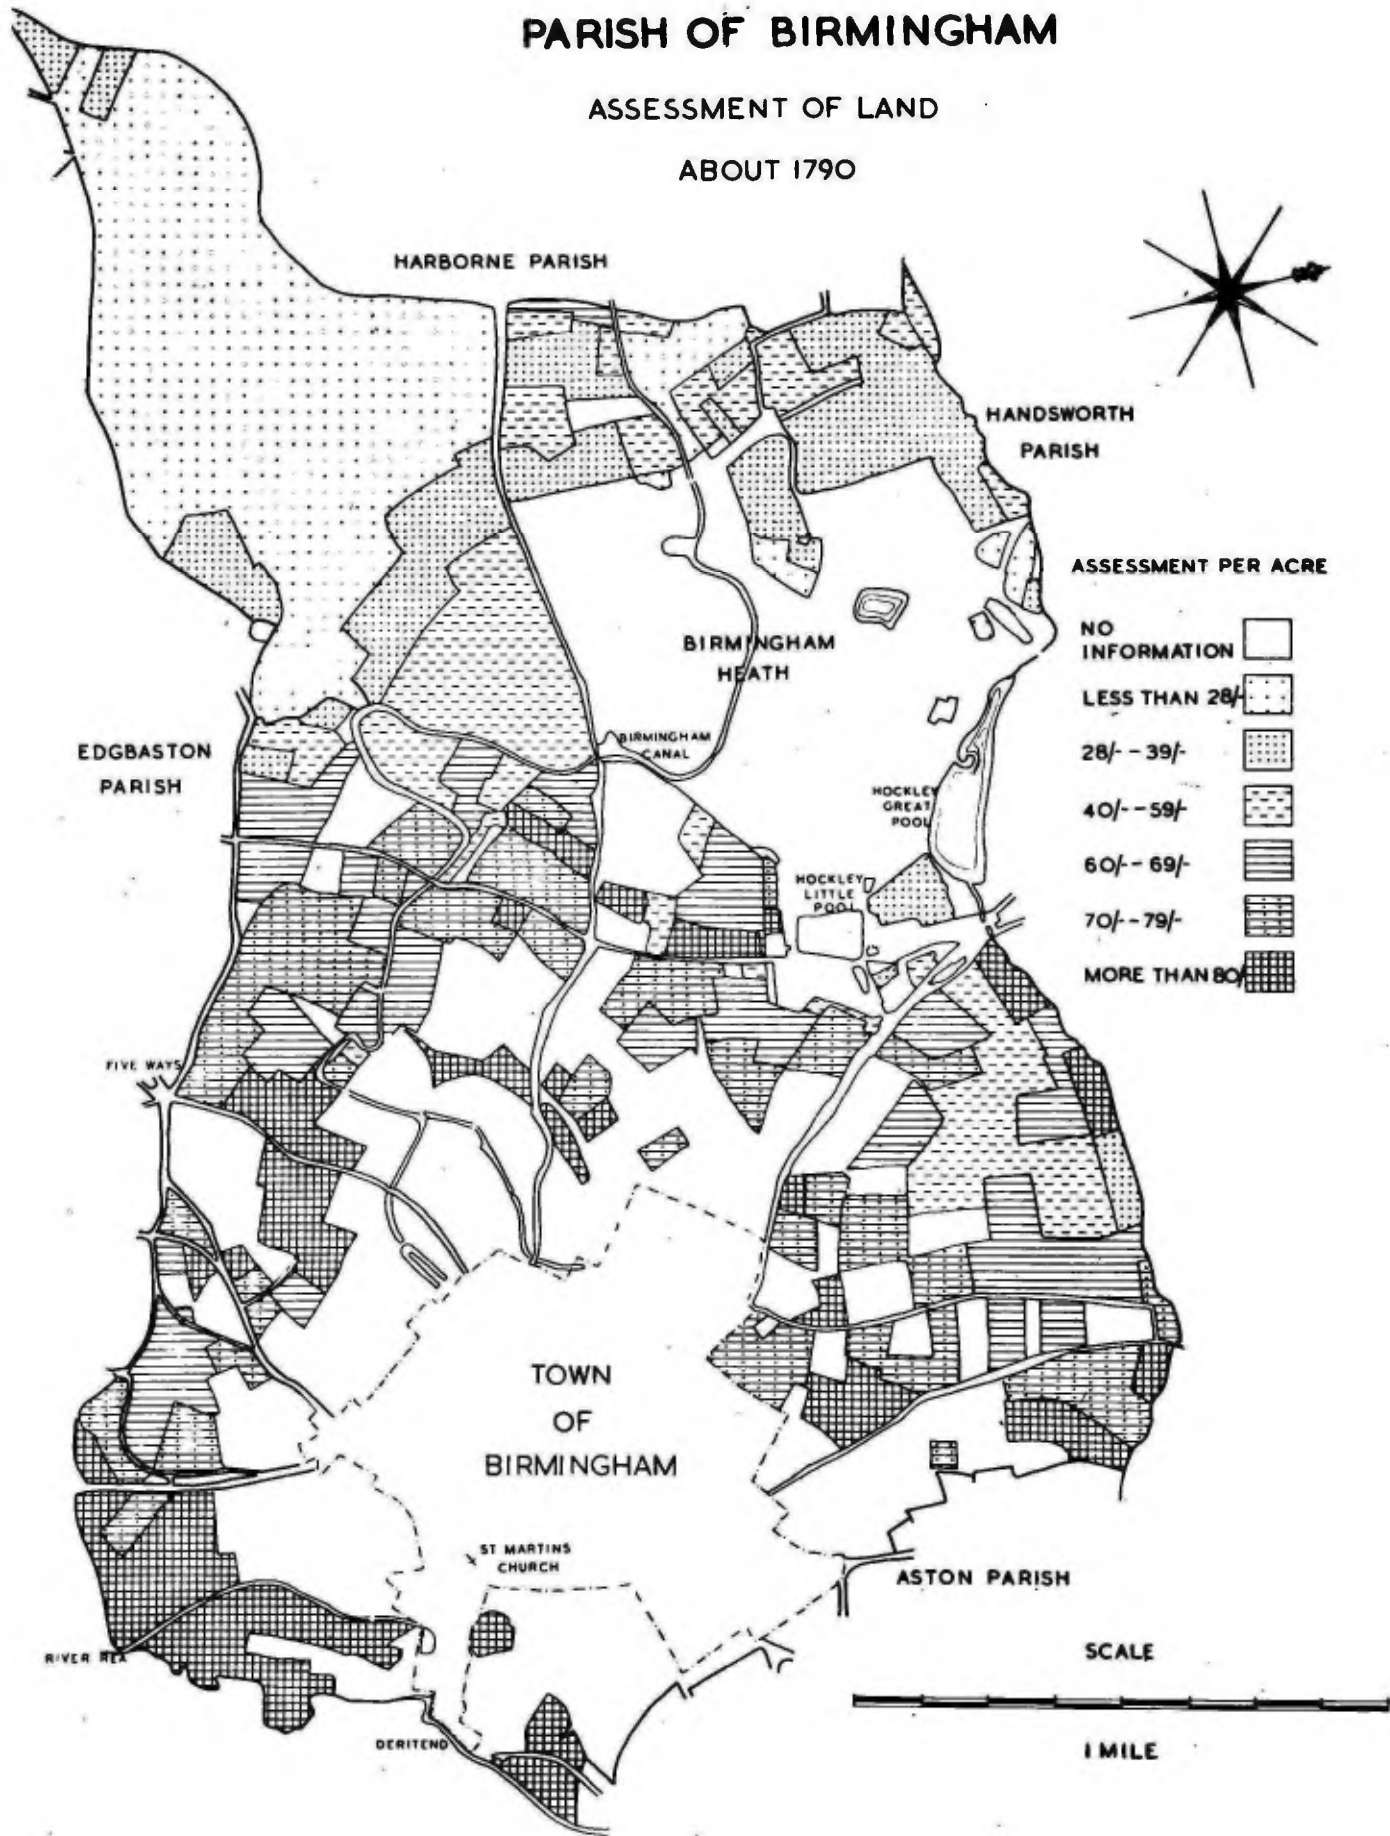 PARISH OF BIRMINGHAM
ASSESSMENT OF LAND
ABOUT 1790
HARBORNE PARISH
HANDSWORTH
PARISH
ASSESSMENT PER ACRE
NO
INFORMATION
LESS THAN 28/-
28/- - 39/-
40/- - 59/-
60/- - 69/-
70/- - 79/-
MORE THAN 80/
BIRMINGHAM
HEATH
BIRMINGHAM
CANAL
EDGBASTON
PARISH
HOCKLEY
GREAT
POOL
HOCKLEY
LITTLE
POOL
FIVE WAYS
TOWN
OF
BIRMINGHAM
ST MARTINS
CHURCH
ASTON PARISH
RIVER REA
DERITEND
SCALE
1 MILE